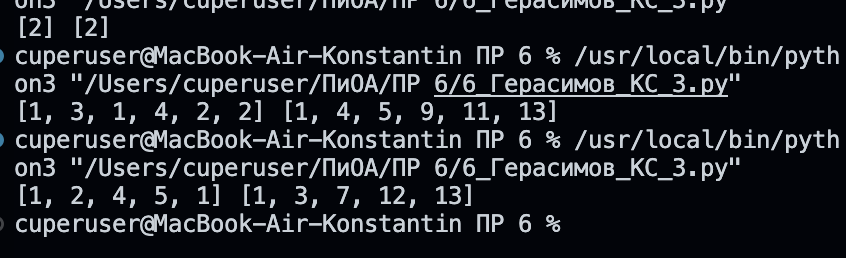 on3 "/Users/cuperuser/ПиОА/ПР 6/6_Герасимов_КС_3.py"
[2] [2]
cuperuser@MacBook-Air-Konstantin ПР 6 % /usr/local/bin/pyth
on3 "/Users/cuperuser/ПиОА/ПР 6/6_Герасимов_КС_3.py"
[1, 3, 1, 4, 2, 2] [1, 4, 5, 9, 11, 13]
cuperuser@MacBook-Air-Konstantin ПР 6 % /usr/local/bin/pyth
on3 "/Users/cuperuser/ПиОА/ПР 6/6_Герасимов_КС_3.py"
[1, 2, 4, 5, 1] [1, 3, 7, 12, 13]
cuperuser@MacBook-Air-Konstantin ПР 6 %